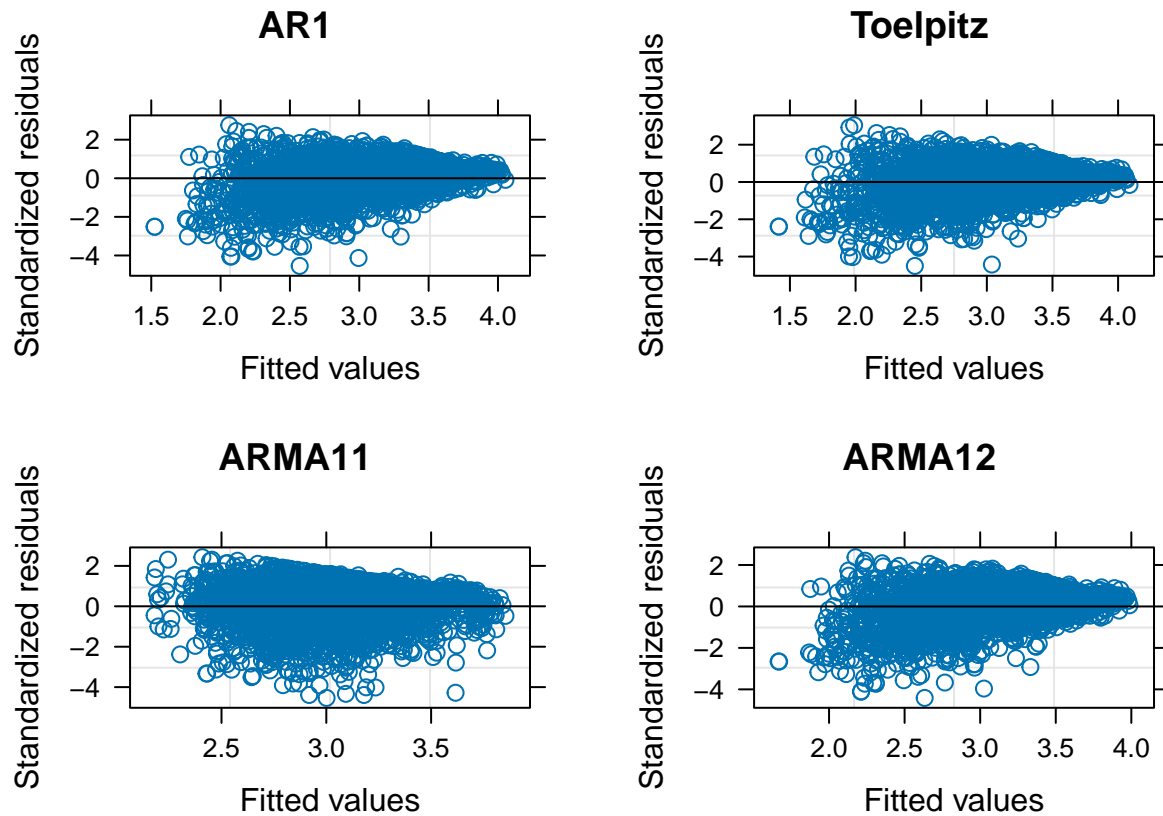 AR1
Standardized residuals
2
0
−2
−4
1.5 2.0 2.5 3.0 3.5 4.0
Fitted values
Toelpitz
Standardized residuals
2
0
−2
−4
1.5 2.0 2.5 3.0 3.5 4.0
Fitted values
ARMA11
Standardized residuals
2
0
−2
−4
2.5 3.0 3.5
Fitted values
ARMA12
Standardized residuals
2
0
−2
−4
2.0 2.5 3.0 3.5 4.0
Fitted values